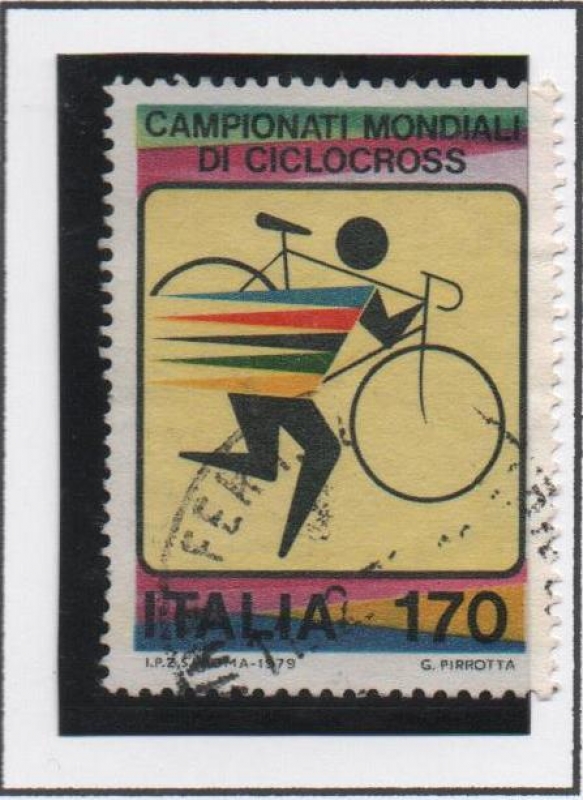 CAMPIONATI MONDIALI
DI CICLOCROSS
ITALIA 170
I.P.Z.S. ROMA-1979 G. PIRROTTA